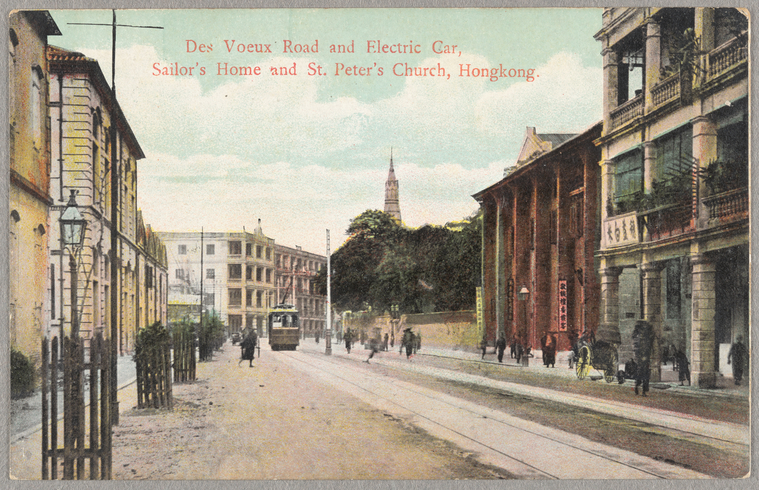 Des Voeux Road and Electric Car,
Sailor's Home and St. Peter's Church, Hongkong.